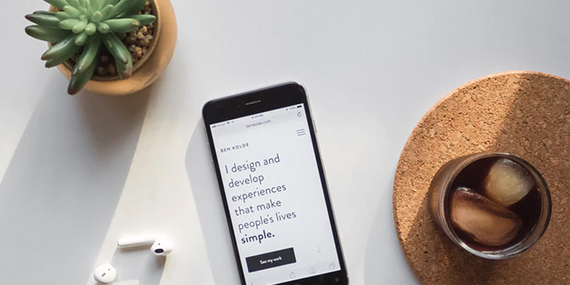 BEN KOLDE
I design and
develop
experiences
that make
people's lives
simple.
See my work